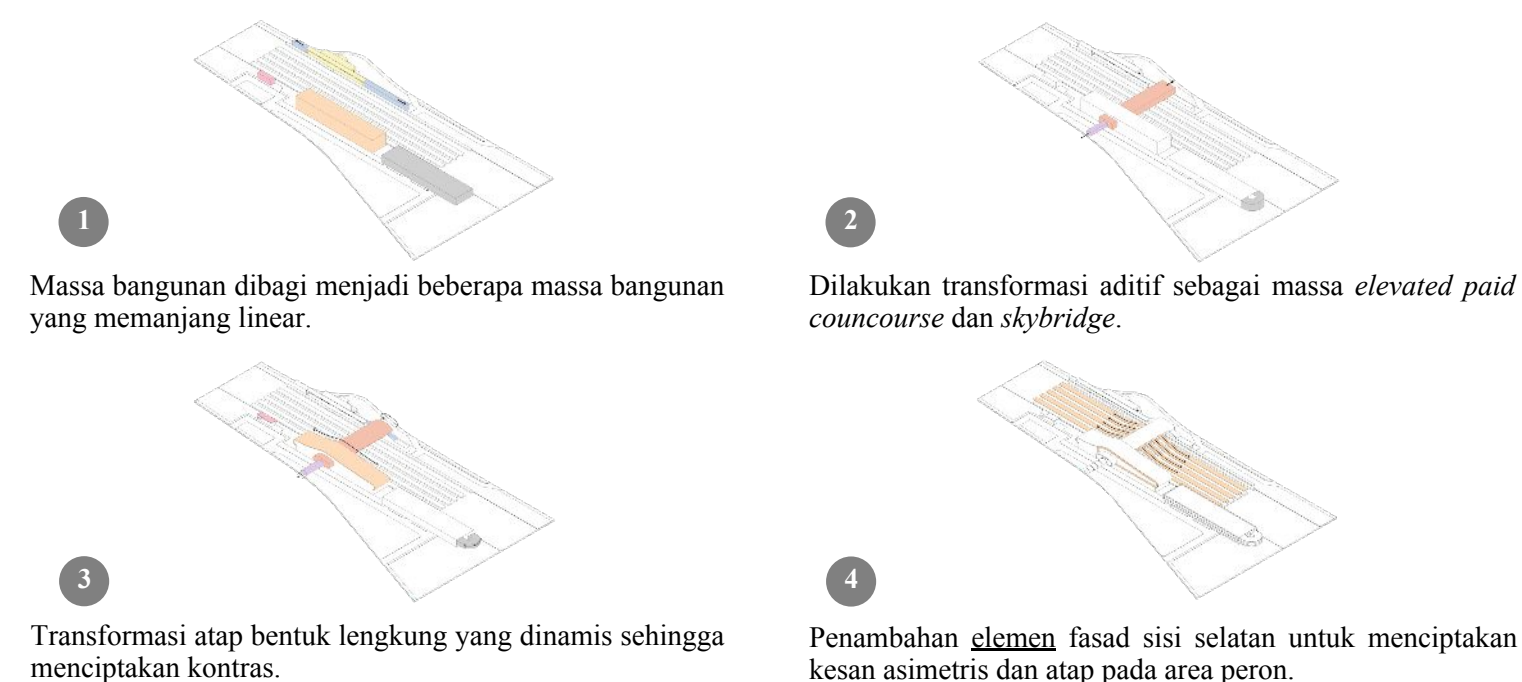 1
Massa bangunan dibagi menjadi beberapa massa bangunan
yang memanjang linear.
2
Dilakukan transformasi aditif sebagai massa elevated paid
councourse dan skybridge.
3
Transformasi atap bentuk lengkung yang dinamis sehingga
menciptakan kontras.
4
Penambahan elemen fasad sisi selatan untuk menciptakan
kesan asimetris dan atap pada area peron.